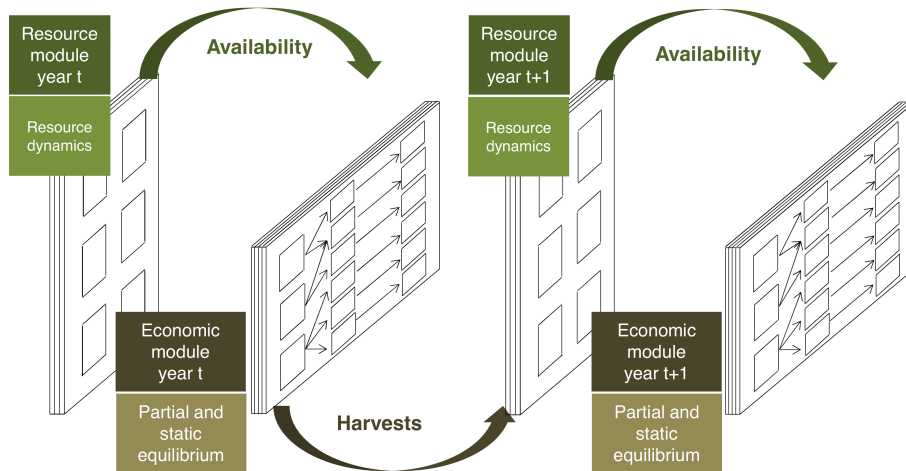 Resource
module
year t
Resource
dynamics
Availability
Economic
module
year t
Partial and
static
equilibrium
Harvests
Resource
module
year t+1
Resource
dynamics
Availability
Economic
module
year t+1
Partial and
static
equilibrium